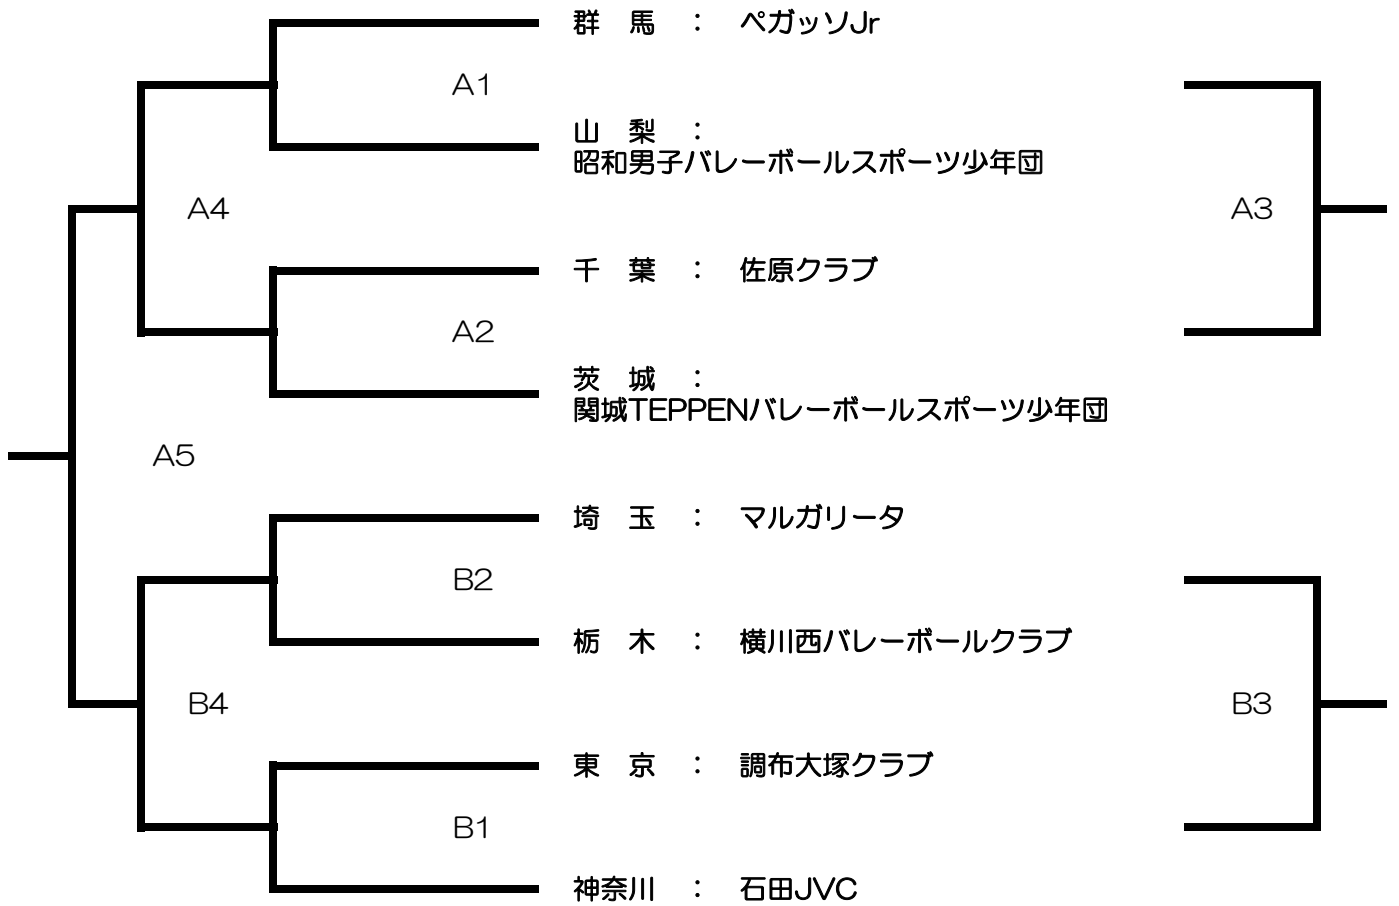 群　馬　：　ペガッソJr
A1
山　梨　：
昭和男子バレーボールスポーツ少年団
A4
A3
千　葉　：　佐原クラブ
A2
茨　城　：
関城TEPPENバレーボールスポーツ少年団
A5
埼　玉　：　マルガリータ
B2
栃　木　：　横川西バレーボールクラブ
B4
B3
東　京　：　調布大塚クラブ
B1
神奈川　：　石田JVC